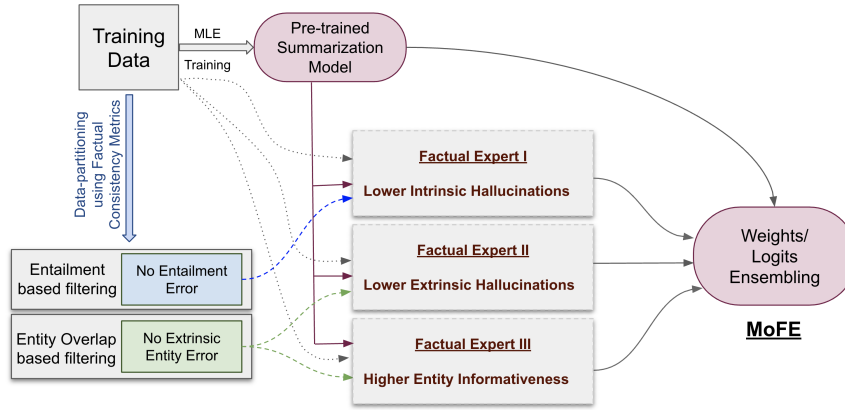 Training
Data
MLE
Training
Pre-trained
Summarization
Model
Data-partitioning
using Factual
Consistency Metrics
Factual Expert I
Lower Intrinsic Hallucinations
Factual Expert II
Lower Extrinsic Hallucinations
Factual Expert III
Higher Entity Informativeness
Entailment
based filtering
No Entailment
Error
Entity Overlap
based filtering
No Extrinsic
Entity Error
Weights/
Logits
Ensembling
MoFE